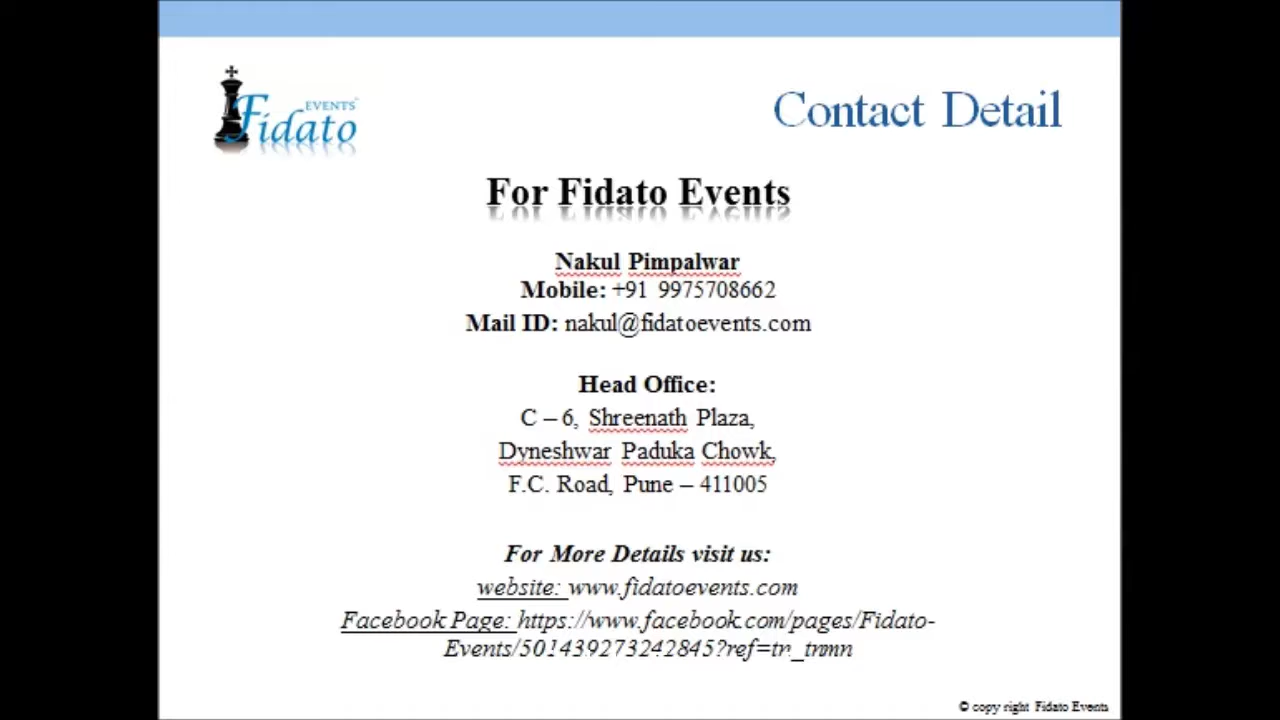 EVENTS
Fidato
Contact Detail
For Fidato Events
Nakul Pimpalwar
Mobile: +91 9975708662
Mail ID: nakul@fidatoevents.com
Head Office:
C – 6, Shreenath Plaza,
Dyneshwar Paduka Chowk,
F.C. Road, Pune – 411005
For More Details visit us:
website: www.fidatoevents.com
Facebook Page: https://www.facebook.com/pages/Fidato-
Events/501439273242845?ref=tn_tnmn
© copy right Fidato Events